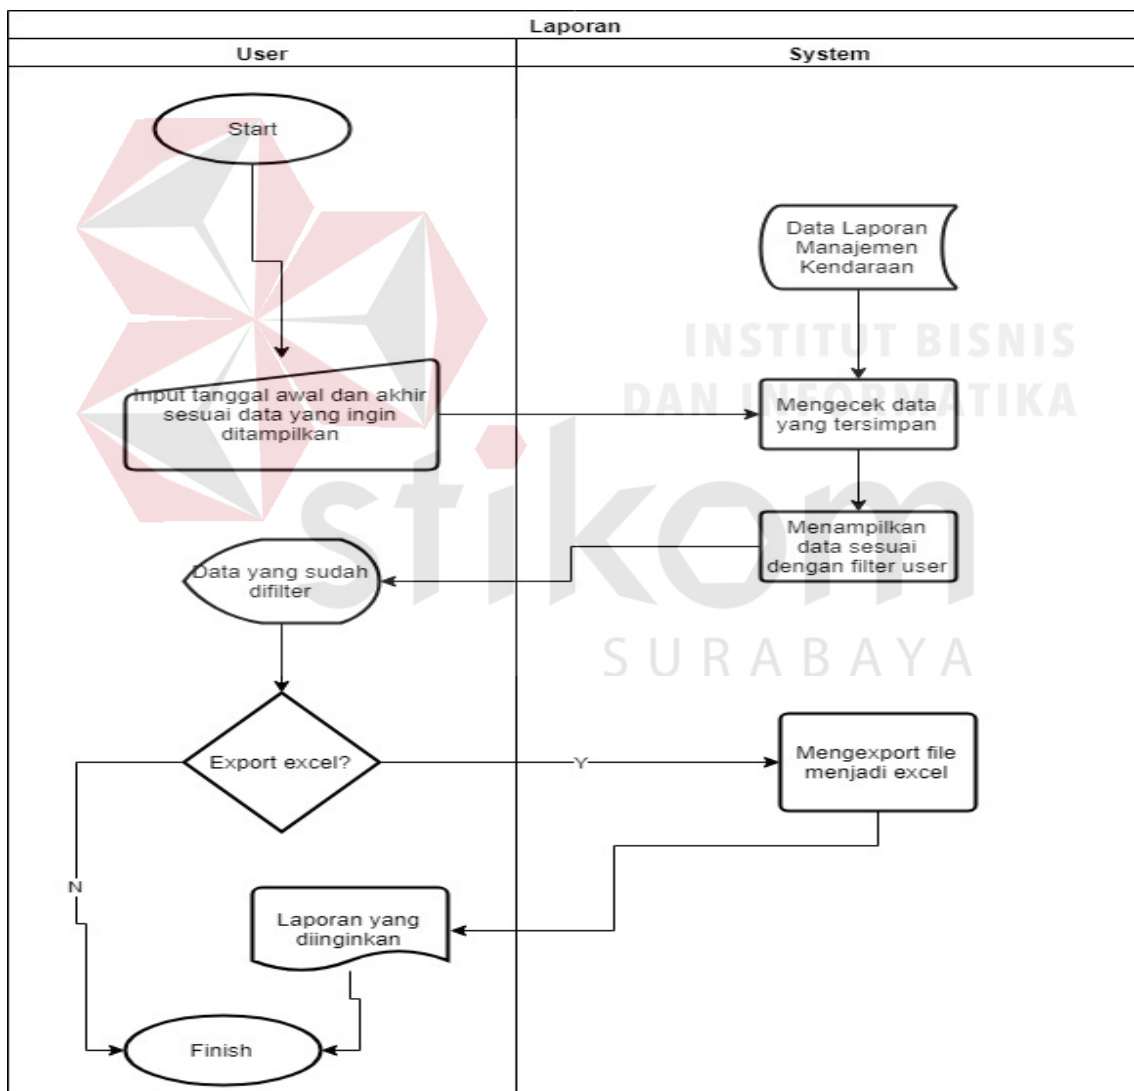 Laporan
User
System
Start
Data Laporan
Manajemen
Kendaraan
INSTITUT BISNIS
DAN INFORMATIKA
Input tanggal awal dan akhir
sesuai data yang ingin
ditampilkan
Mengecek data
yang tersimpan
stikom
Menampilkan
data sesuai
dengan filter user
Data yang sudah
difilter
SURABAYA
Export excel?
Y
Mengexport file
menjadi excel
N
Laporan yang
diinginkan
Finish